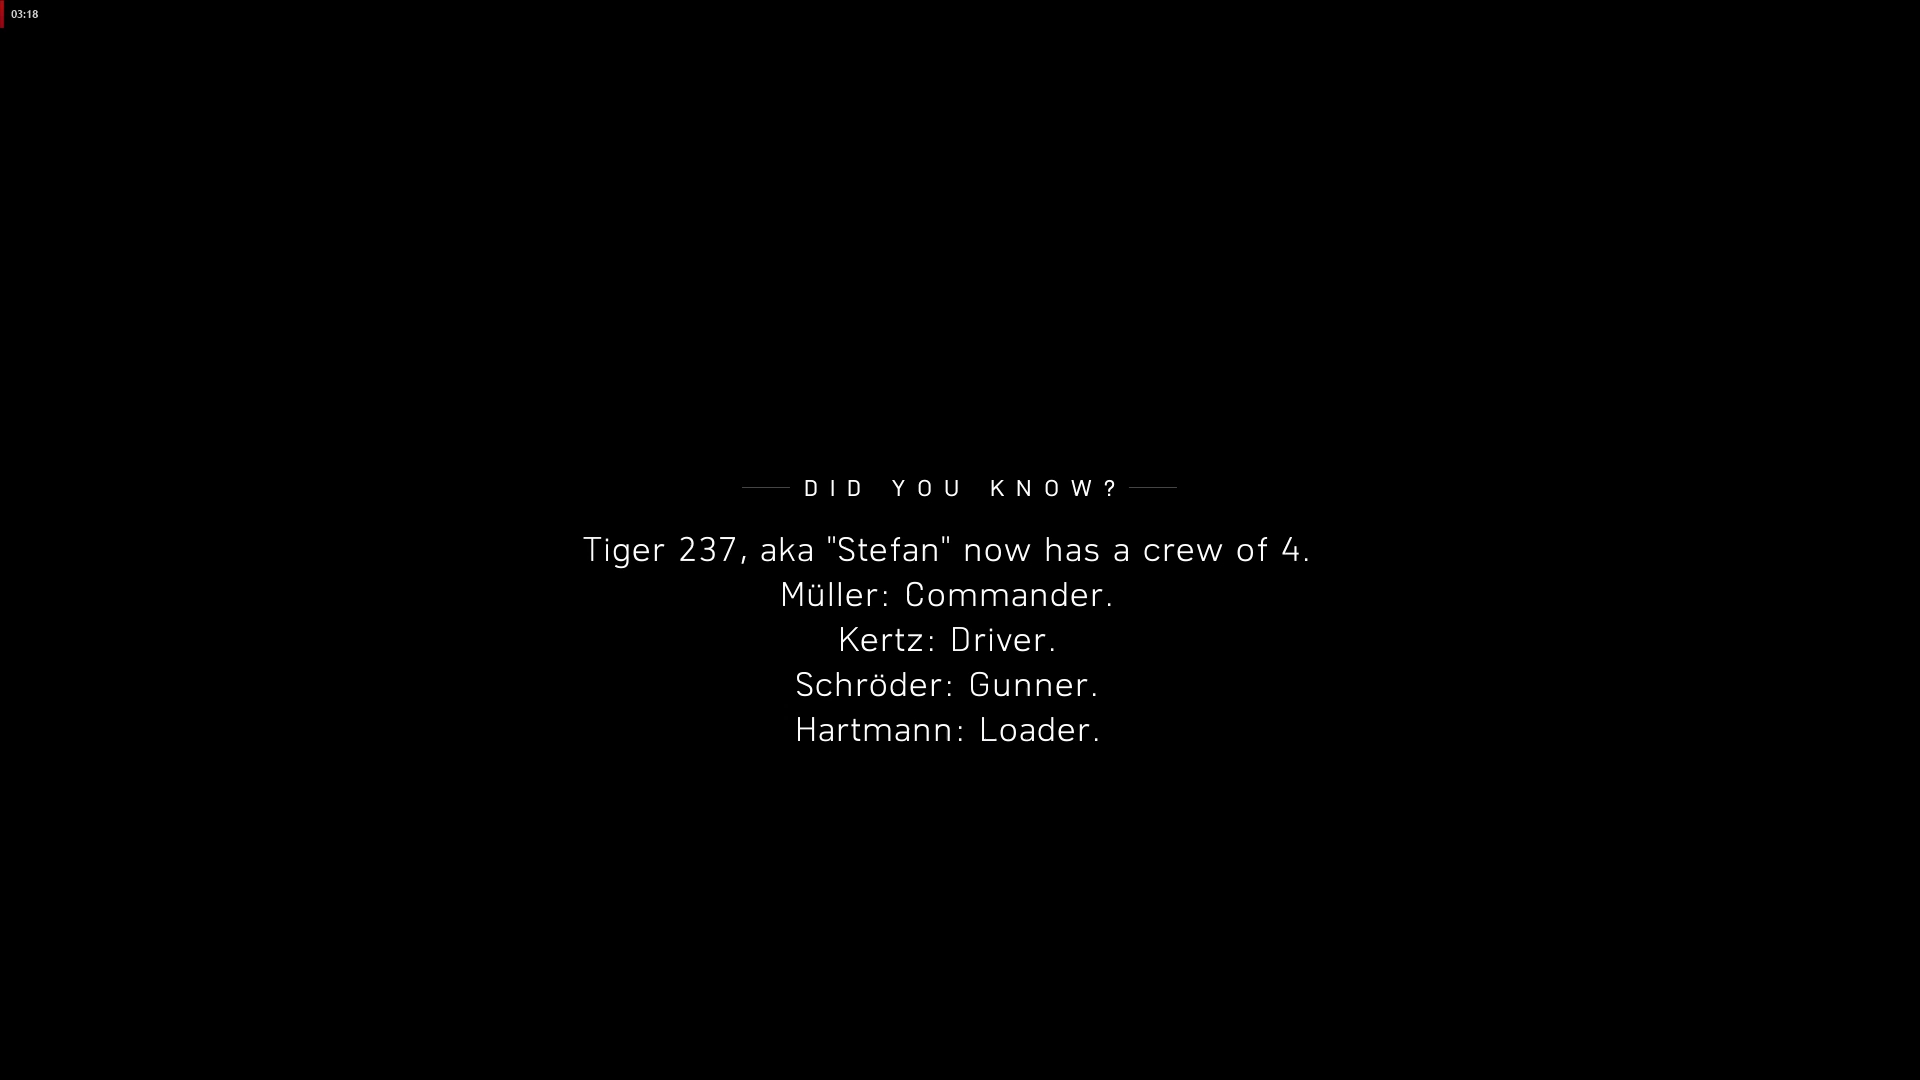 03:18
DID YOU KNOW?
Tiger 237, aka "Stefan" now has a crew of 4.
Müller: Commander.
Kertz: Driver.
Schröder: Gunner.
Hartmann: Loader.